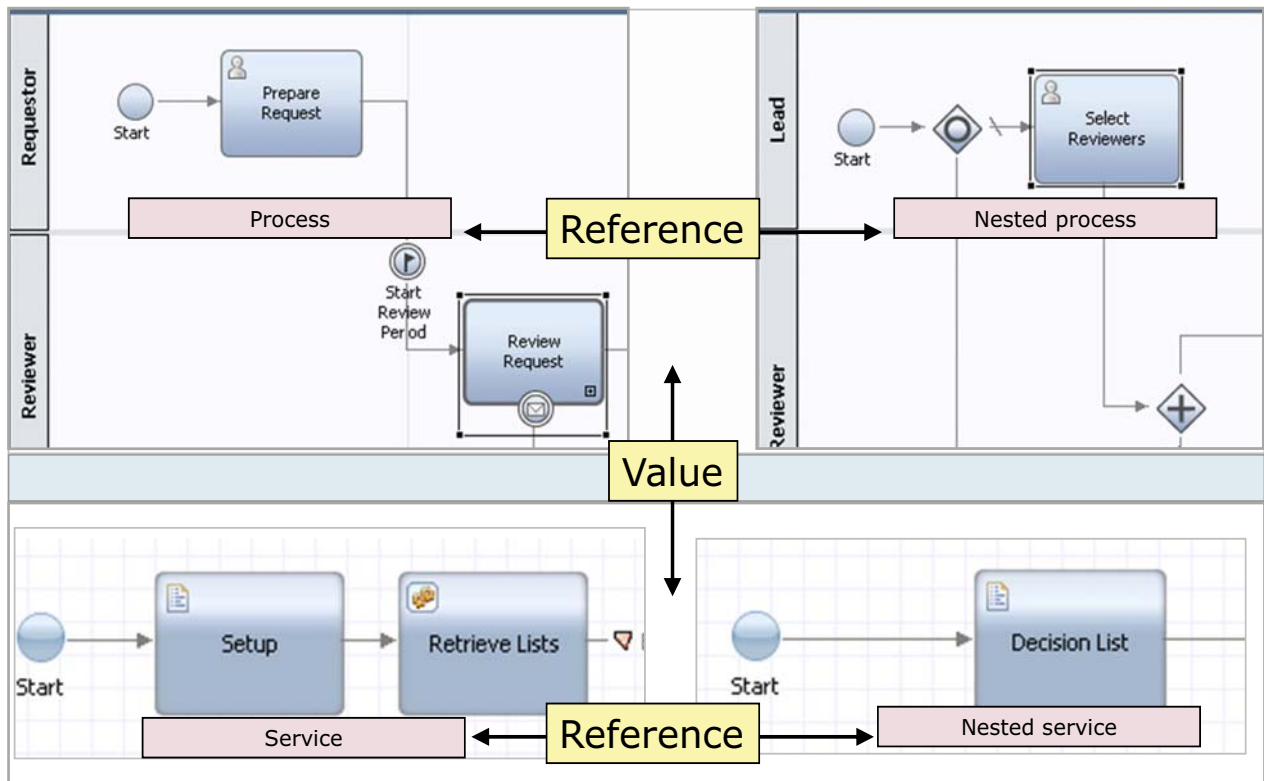 Requestor
Start
Prepare
Request
Process
Reviewer
Start
Review
Period
Review
Request
Reference
Lead
Start
Select
Reviewers
Nested process
Reviewer
Value
Start
Setup
Retrieve Lists
Service
Reference
Start
Decision List
Nested service